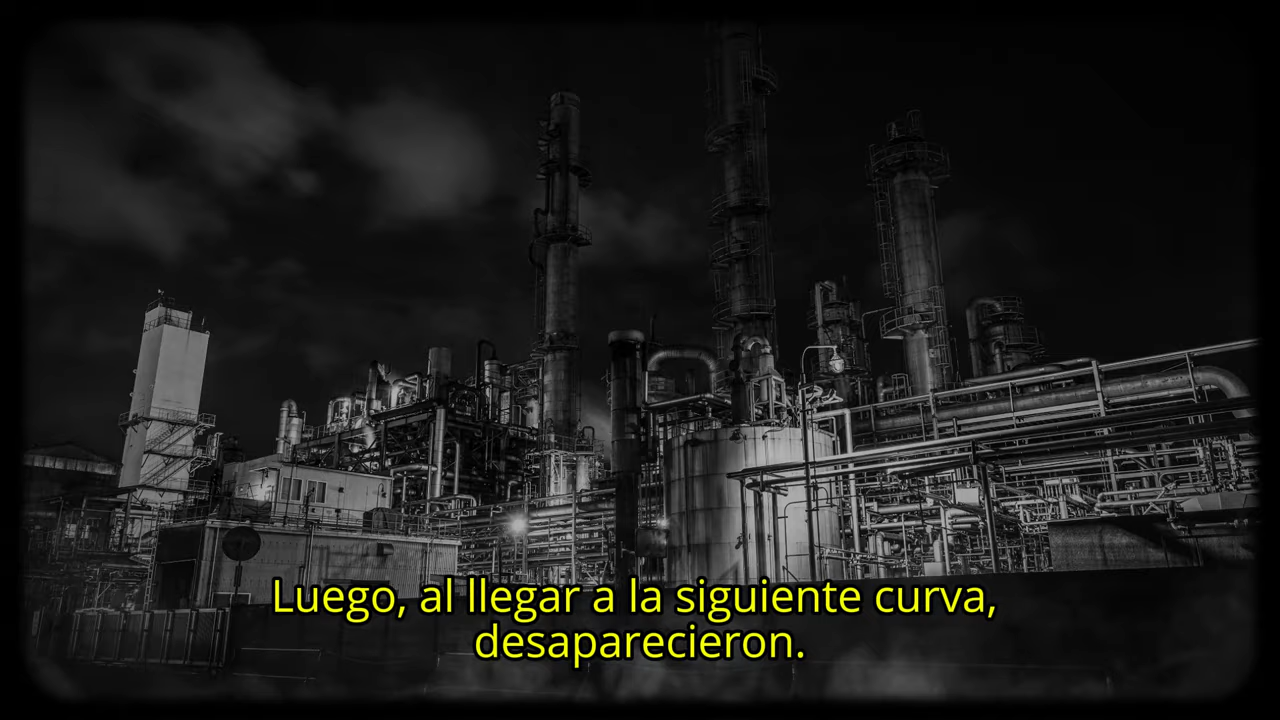 Luego, al llegar a la siguiente curva,
desaparecieron.